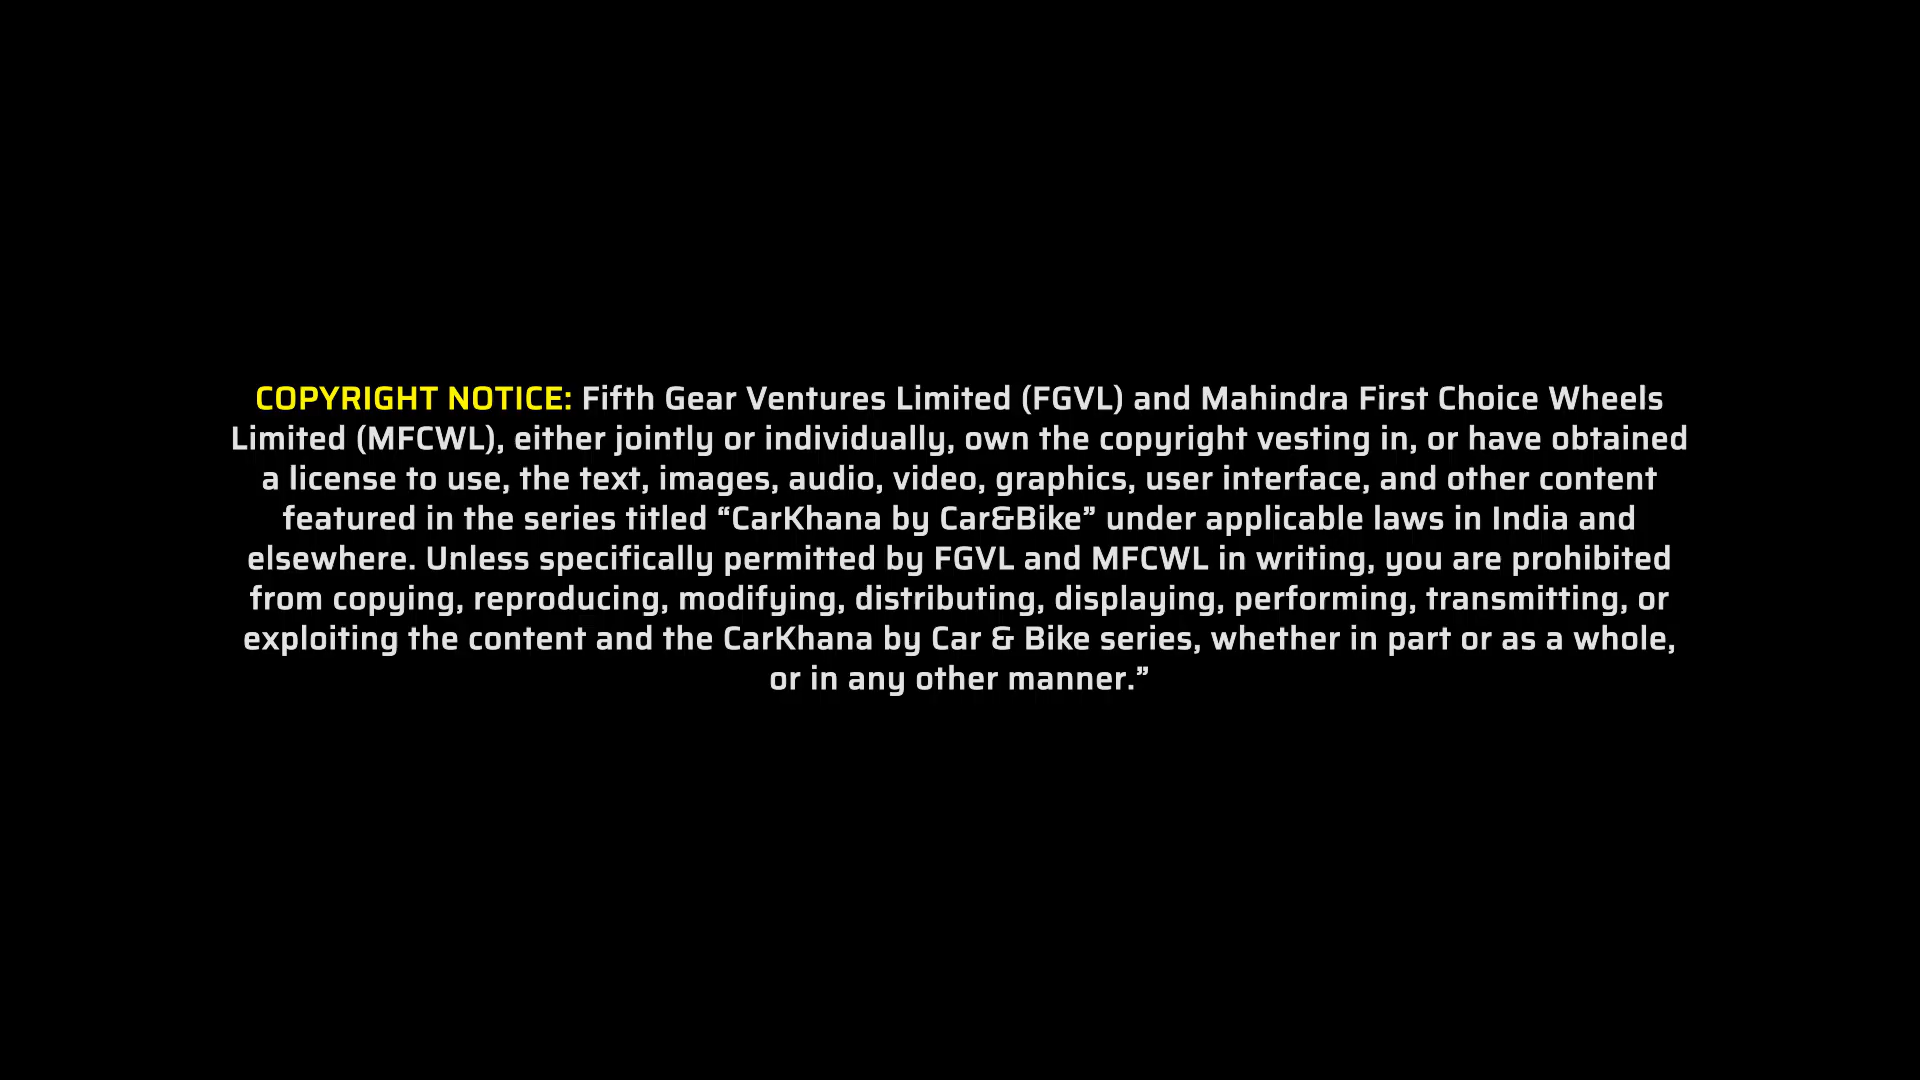 COPYRIGHT NOTICE: Fifth Gear Ventures Limited (FGVL) and Mahindra First Choice Wheels
Limited (MFCWL), either jointly or individually, own the copyright vesting in, or have obtained
a license to use, the text, images, audio, video, graphics, user interface, and other content
featured in the series titled “CarKhana by Car&Bike” under applicable laws in India and
elsewhere. Unless specifically permitted by FGVL and MFCWL in writing, you are prohibited
from copying, reproducing, modifying, distributing, displaying, performing, transmitting, or
exploiting the content and the CarKhana by Car & Bike series, whether in part or as a whole,
or in any other manner.”